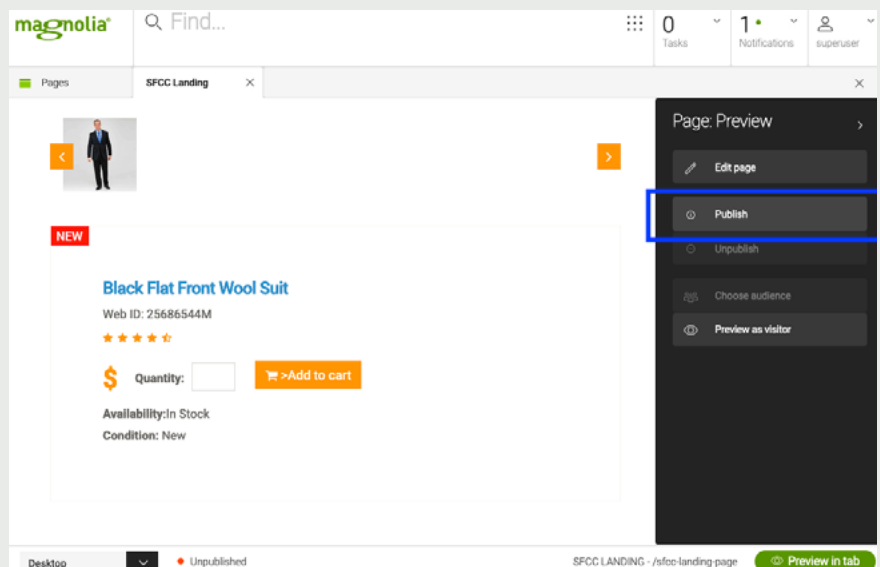 magnolia®
Find...
0
Tasks
1
Notifications
superuser
Pages
SFCC Landing
Page: Preview
Edit page
Publish
Unpublish
Choose audience
Preview as visitor
NEW
Black Flat Front Wool Suit
Web ID: 25686544M
$ Quantity:
>Add to cart
Availability:In Stock
Condition: New
Desktop
Unpublished
SFCC LANDING - /sfcc-landing-page
Preview in tab